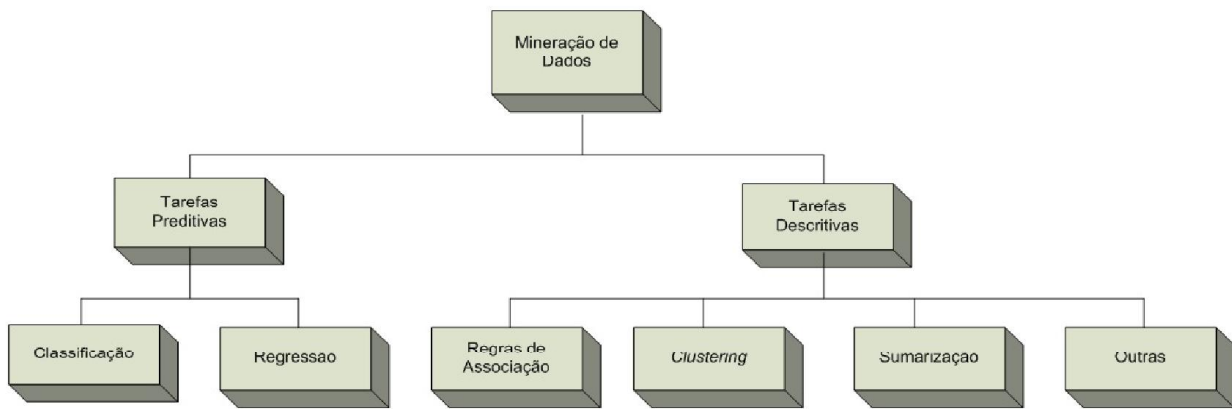 Mineração de
Dados
Tarefas
Preditivas
Tarefas
Descritivas
Classificação
Regressão
Regras de
Associação
Clustering
Sumarização
Outras